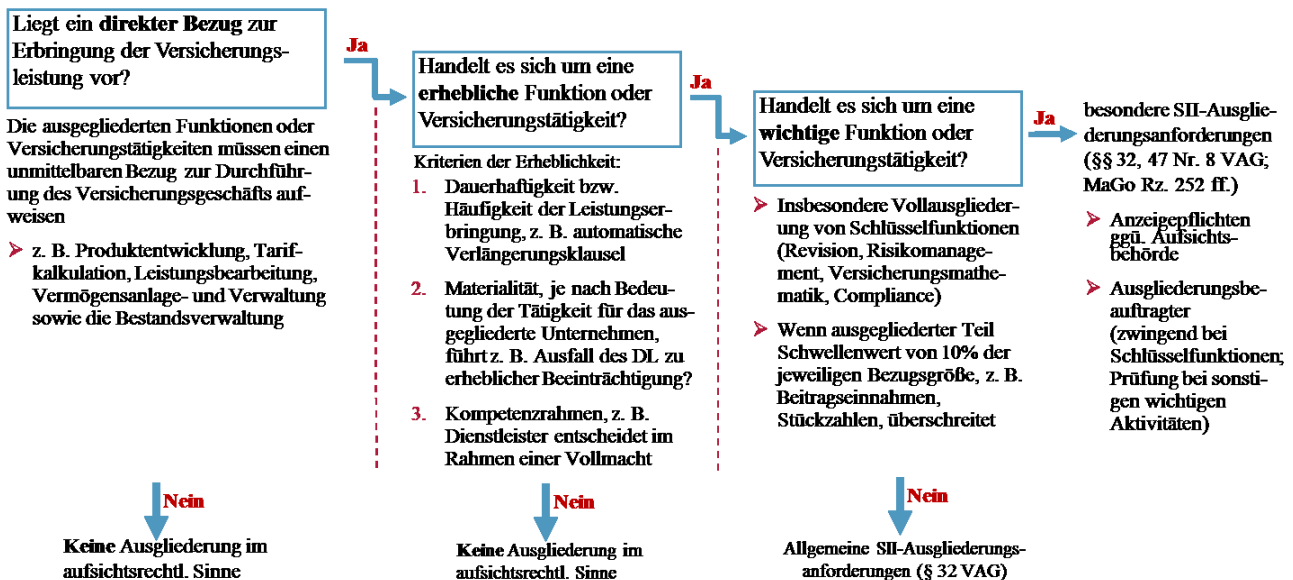 Liegt ein direkter Bezug zur
Erbringung der Versicherungs-
leistung vor?
Ja
Die ausgegliederten Funktionen oder
Versicherungstätigkeiten müssen einen
unmittelbaren Bezug zur Durchführ-
ung des Versicherungsgeschäfts auf-
weisen
z. B. Produktentwicklung, Tarif-
kalkulation, Leistungsbearbeitung,
Vermögensanlage- und Verwaltung
sowie die Bestandsverwaltung
Nein
Keine Ausgliederung im
aufsichtsrechtl. Sinne
Handelt es sich um eine
erhebliche Funktion oder
Versicherungstätigkeit?
Ja
Kriterien der Erheblichkeit:
1. Dauerhaftigkeit bzw.
Häufigkeit der Leistungser-
bringung, z. B. automatische
Verlängerungsklausel
2. Materialität, je nach Bedeu-
tung der Tätigkeit für das aus-
gegliederte Unternehmen,
führt z. B. Ausfall des DL zu
erheblicher Beeinträchtigung?
3. Kompetenzrahmen, z. B.
Dienstleister entscheidet im
Rahmen einer Vollmacht
Nein
Keine Ausgliederung im
aufsichtsrechtl. Sinne
Handelt es sich um eine
wichtige Funktion oder
Versicherungstätigkeit?
Ja
Insbesondere Vollausglieder-
ung von Schlüsselfunktionen
(Revision, Risikomanage-
ment, Versicherungsmathe-
matik, Compliance)
Wenn ausgegliederter Teil
Schwellenwert von 10% der
jeweiligen Bezugsgröße, z. B.
Beitragseinnahmen,
Stückzahlen, überschreitet
Nein
Allgemeine SII-Ausgliederungs-
anforderungen (§ 32 VAG)
besondere SII-Ausglie-
derungsanforderungen
(§§ 32, 47 Nr. 8 VAG;
MaGo Rz. 252 ff.)
Anzeigepflichten
ggü. Aufsichts-
behörde
Ausgliederungsbe-
auftragter
(zwingend bei
Schlüsselfunktionen;
Prüfung bei sonsti-
gen wichtigen
Aktivitäten)